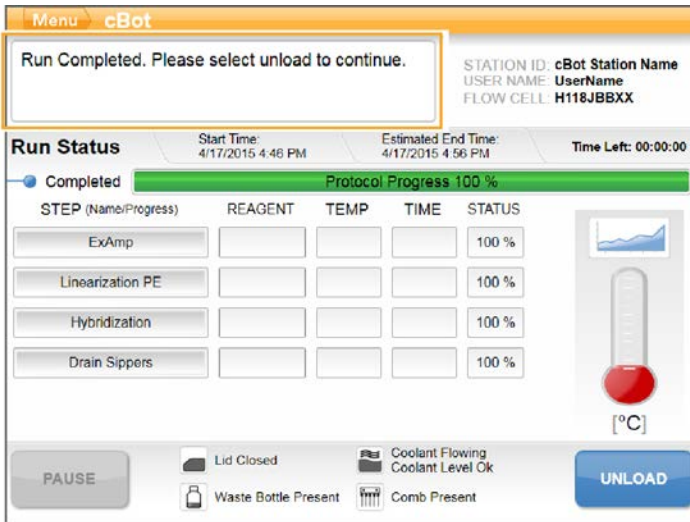 Menu cBot
Run Completed. Please select unload to continue.
STATION ID: cBot Station Name
USER NAME: UserName
FLOW CELL: H118JBBXX
Run Status
Start Time:
4/17/2015 4:46 PM
Estimated End Time:
4/17/2015 4:56 PM
Time Left: 00:00:00
Completed
Protocol Progress 100 %
STEP (Name/Progress) REAGENT TEMP TIME STATUS
ExAmp 100 %
Linearization PE 100 %
Hybridization 100 %
Drain Sippers 100 %
[°C]
PAUSE
Lid Closed
Coolant Flowing
Coolant Level Ok
Waste Bottle Present
Comb Present
UNLOAD